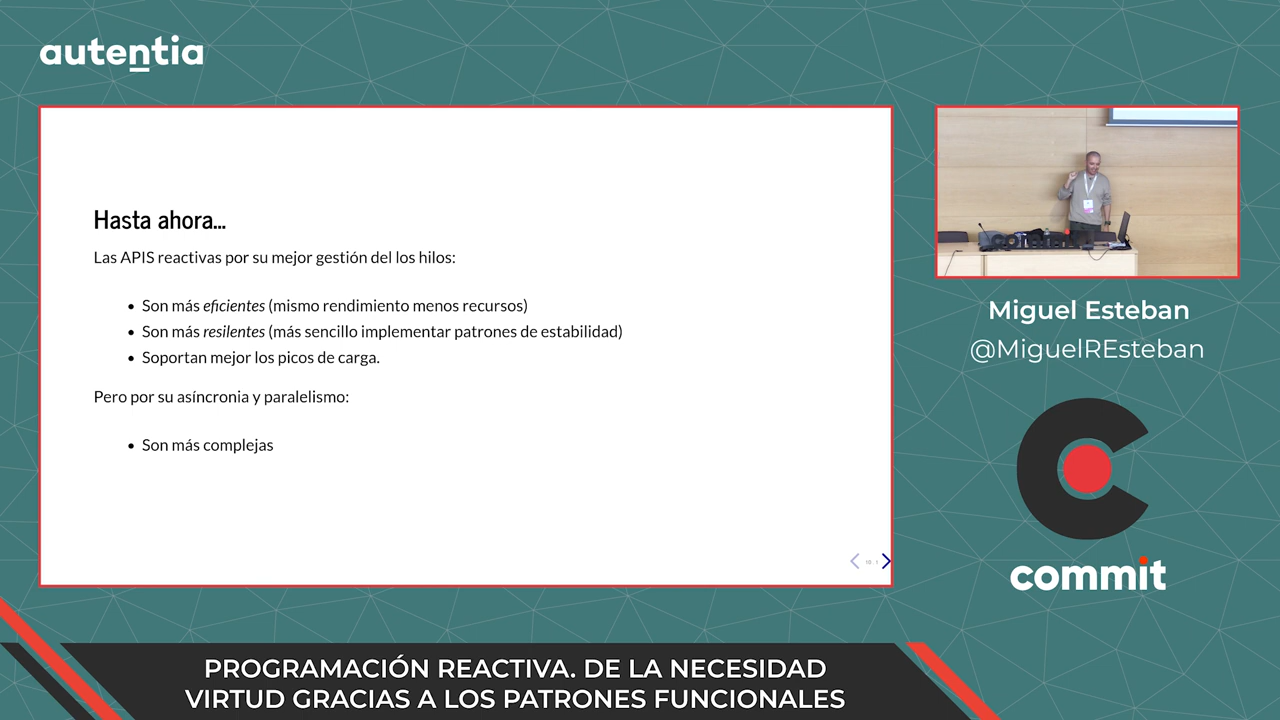 autentia
Hasta ahora...
Las APIS reactivas por su mejor gestión del los hilos:
Son más eficientes (mismo rendimiento menos recursos)
Son más resilentes (más sencillo implementar patrones de estabilidad)
Soportan mejor los picos de carga.
Pero por su asíncronia y paralelismo:
Son más complejas
Miguel Esteban
@MiguelREsteban
commit
PROGRAMACIÓN REACTIVA. DE LA NECESIDAD
VIRTUD GRACIAS A LOS PATRONES FUNCIONALES